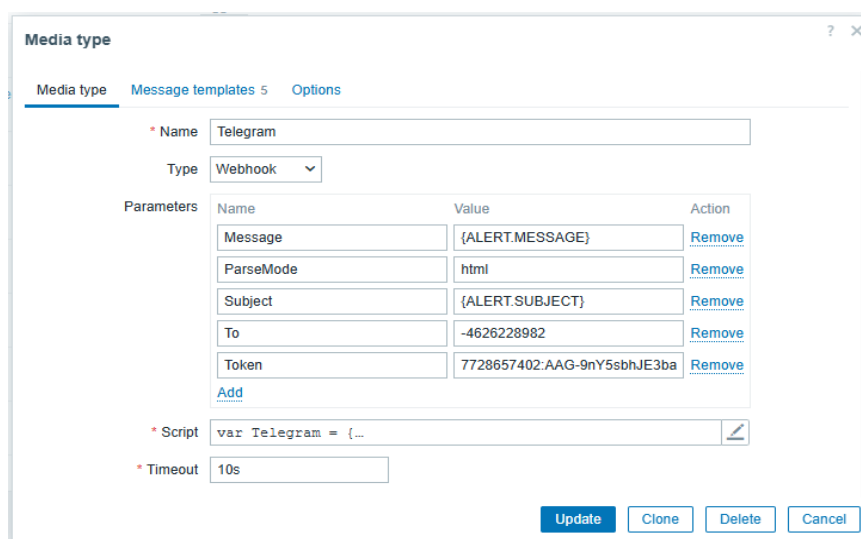 Media type
?
Media type Message templates 5 Options
* Name Telegram
Type Webhook
Parameters Name Value Action
Message {ALERT.MESSAGE} Remove
ParseMode html Remove
Subject {ALERT.SUBJECT} Remove
To -4626228982 Remove
Token 7728657402:AAG-9nY5sbhJE3ba Remove
Add
* Script var Telegram = {…
* Timeout 10s
Update Clone Delete Cancel